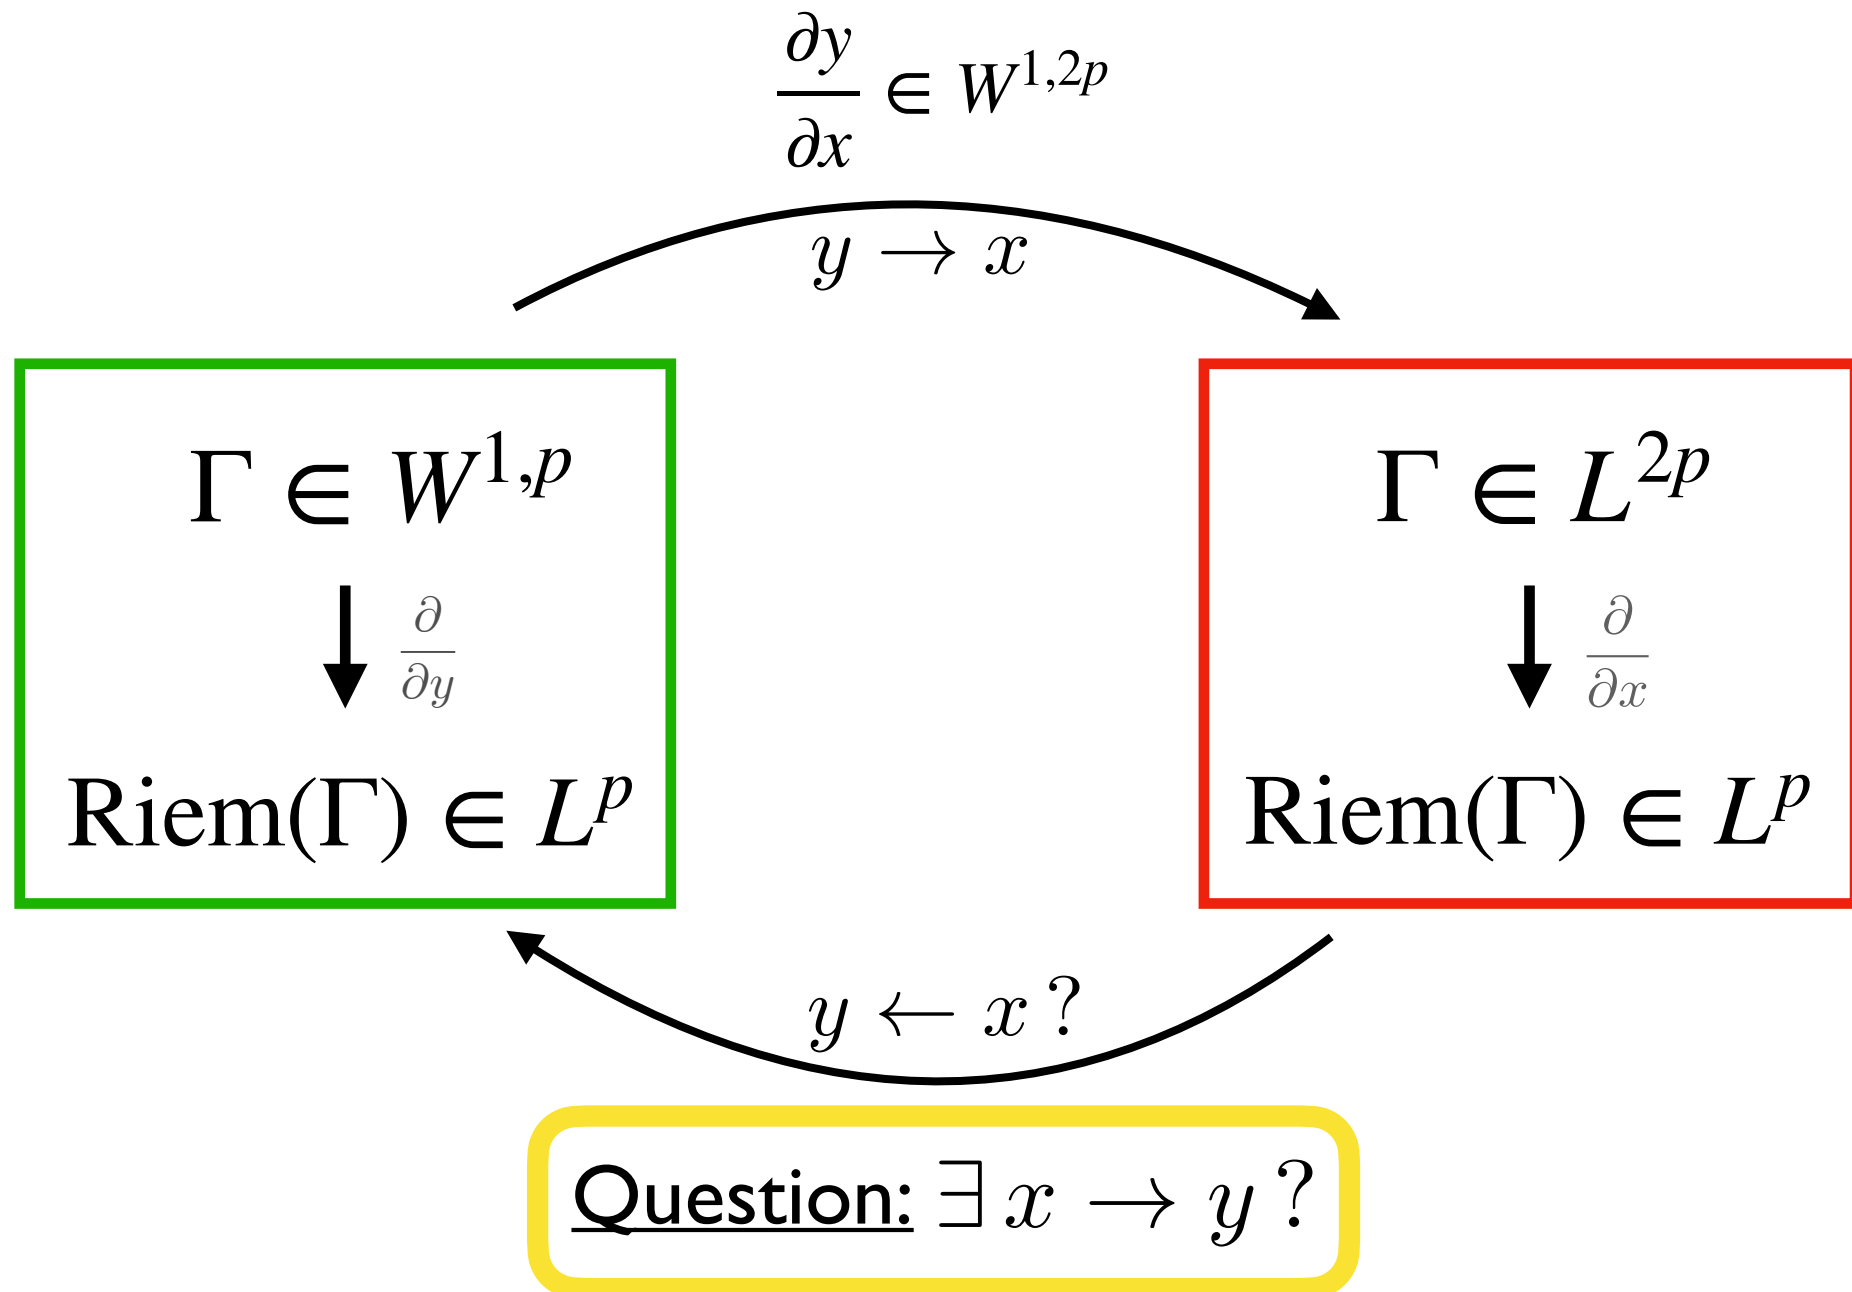 ∂y/∂x ∈ W^{1,2p}
y → x
Γ ∈ W^{1,p}
Γ ∈ L^{2p}
∂/∂y
∂/∂x
Riem(Γ) ∈ L^p
Riem(Γ) ∈ L^p
y ← x ?
Question: ∃ x → y ?